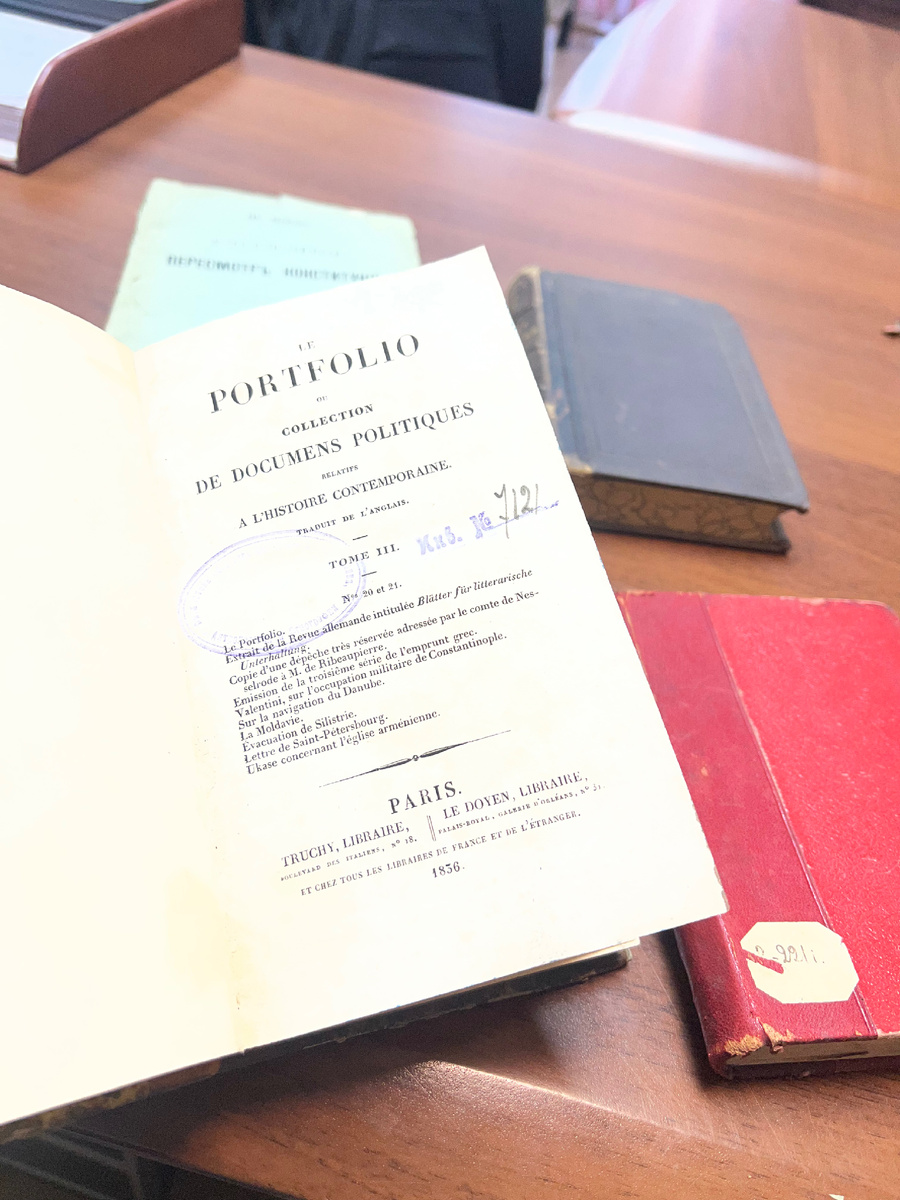 ПЕРЕСМОТРЪ
LE
PORTFOLIO
OU
COLLECTION
DE DOCUMENS POLITIQUES
RELATIFS
A L'HISTOIRE CONTEMPORAINE.
TRADUIT DE L'ANGLAIS.
Инв. № 7121
TOME III.
Nos 20 et 21.
Le Portfolio.
Extrait de la Revue allemande intitulée Blätter für litterarische
Unterhaltung.
Copie d'une dépêche très réservée adressée par le comte de Nes-
selrode à M. de Ribeaupierre.
Emission de la troisième série de l'emprunt grec.
Valentini, sur l'occupation militaire de Constantinople.
Sur la navigation du Danube.
La Moldavie.
Évacuation de Silistrie.
Lettre de Saint-Pétersbourg.
Ukase concernant l'église arménienne.
PARIS.
TRUCHY, LIBRAIRE,
BOULEVARD DES ITALIENS, N° 18.
LE DOYEN, LIBRAIRE,
PALAIS-ROYAL, GALERIE D'ORLÉANS, N° 31.
ET CHEZ TOUS LES LIBRAIRES DE FRANCE ET DE L'ÉTRANGER.
1836.